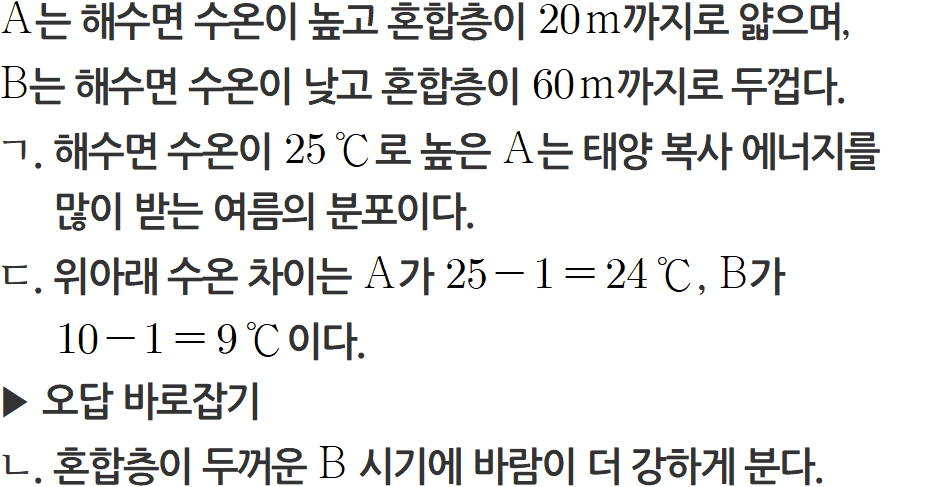 A는 해수면 수온이 높고 혼합층이 20m까지로 얇으며,
B는 해수면 수온이 낮고 혼합층이 60m까지로 두껍다.
ㄱ. 해수면 수온이 25℃로 높은 A는 태양 복사 에너지를
많이 받는 여름의 분포이다.
ㄷ. 위아래 수온 차이는 A가 25-1=24℃, B가
10-1=9℃이다.
▶ 오답 바로잡기
ㄴ. 혼합층이 두꺼운 B 시기에 바람이 더 강하게 분다.